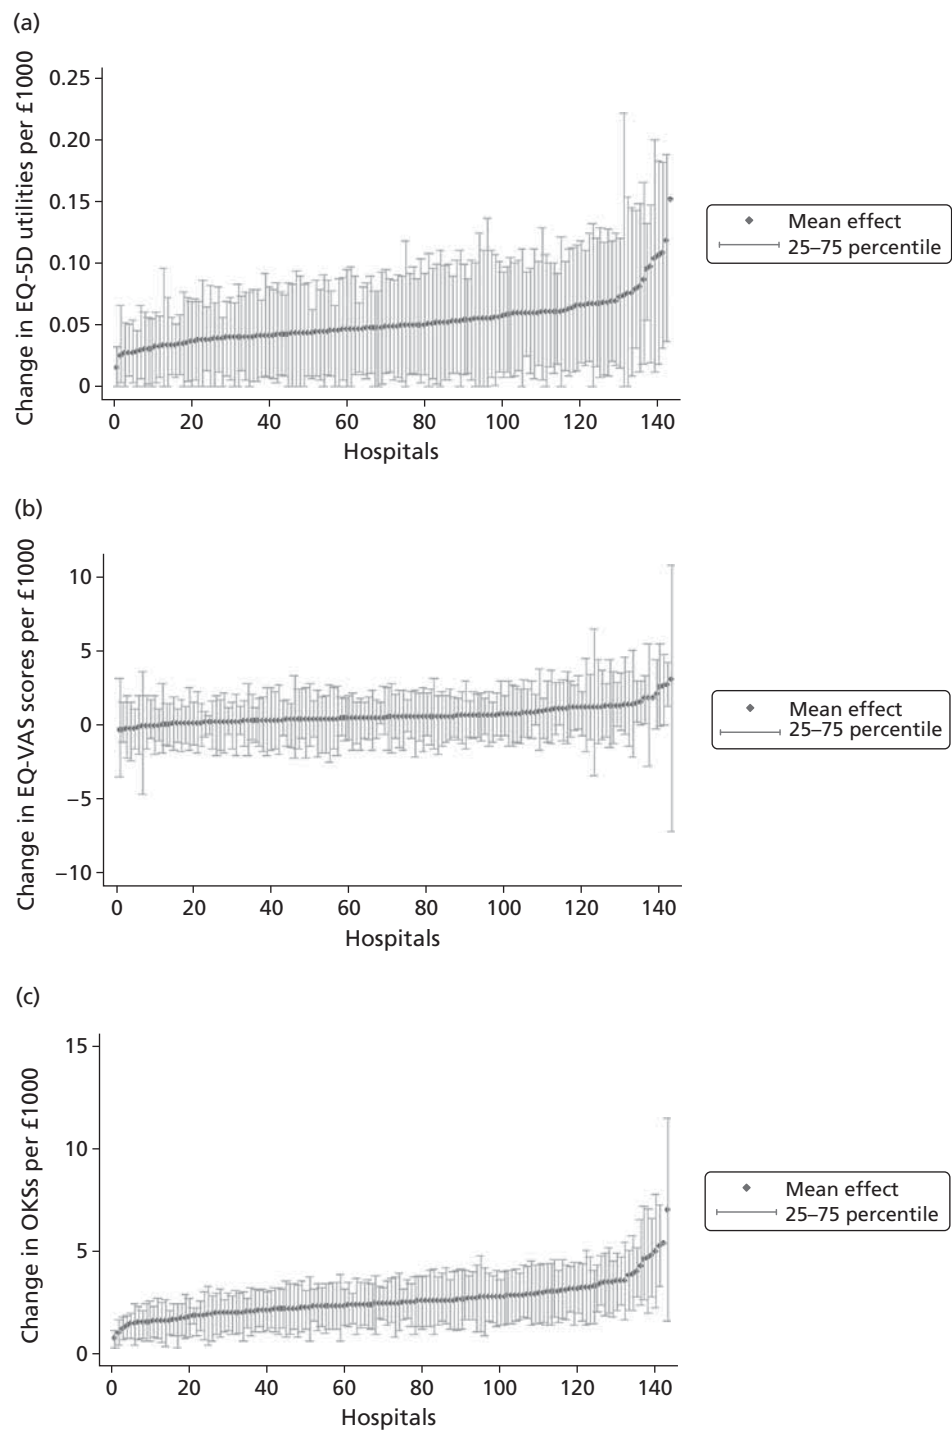 (a)
Change in EQ-5D utilities per £1000
0.25
0.20
0.15
0.10
0.05
0
0 20 40 60 80 100 120 140
Hospitals
Mean effect
25–75 percentile
(b)
Change in EQ-VAS scores per £1000
10
5
0
−5
−10
0 20 40 60 80 100 120 140
Hospitals
Mean effect
25–75 percentile
(c)
Change in OKSs per £1000
15
10
5
0
0 20 40 60 80 100 120 140
Hospitals
Mean effect
25–75 percentile